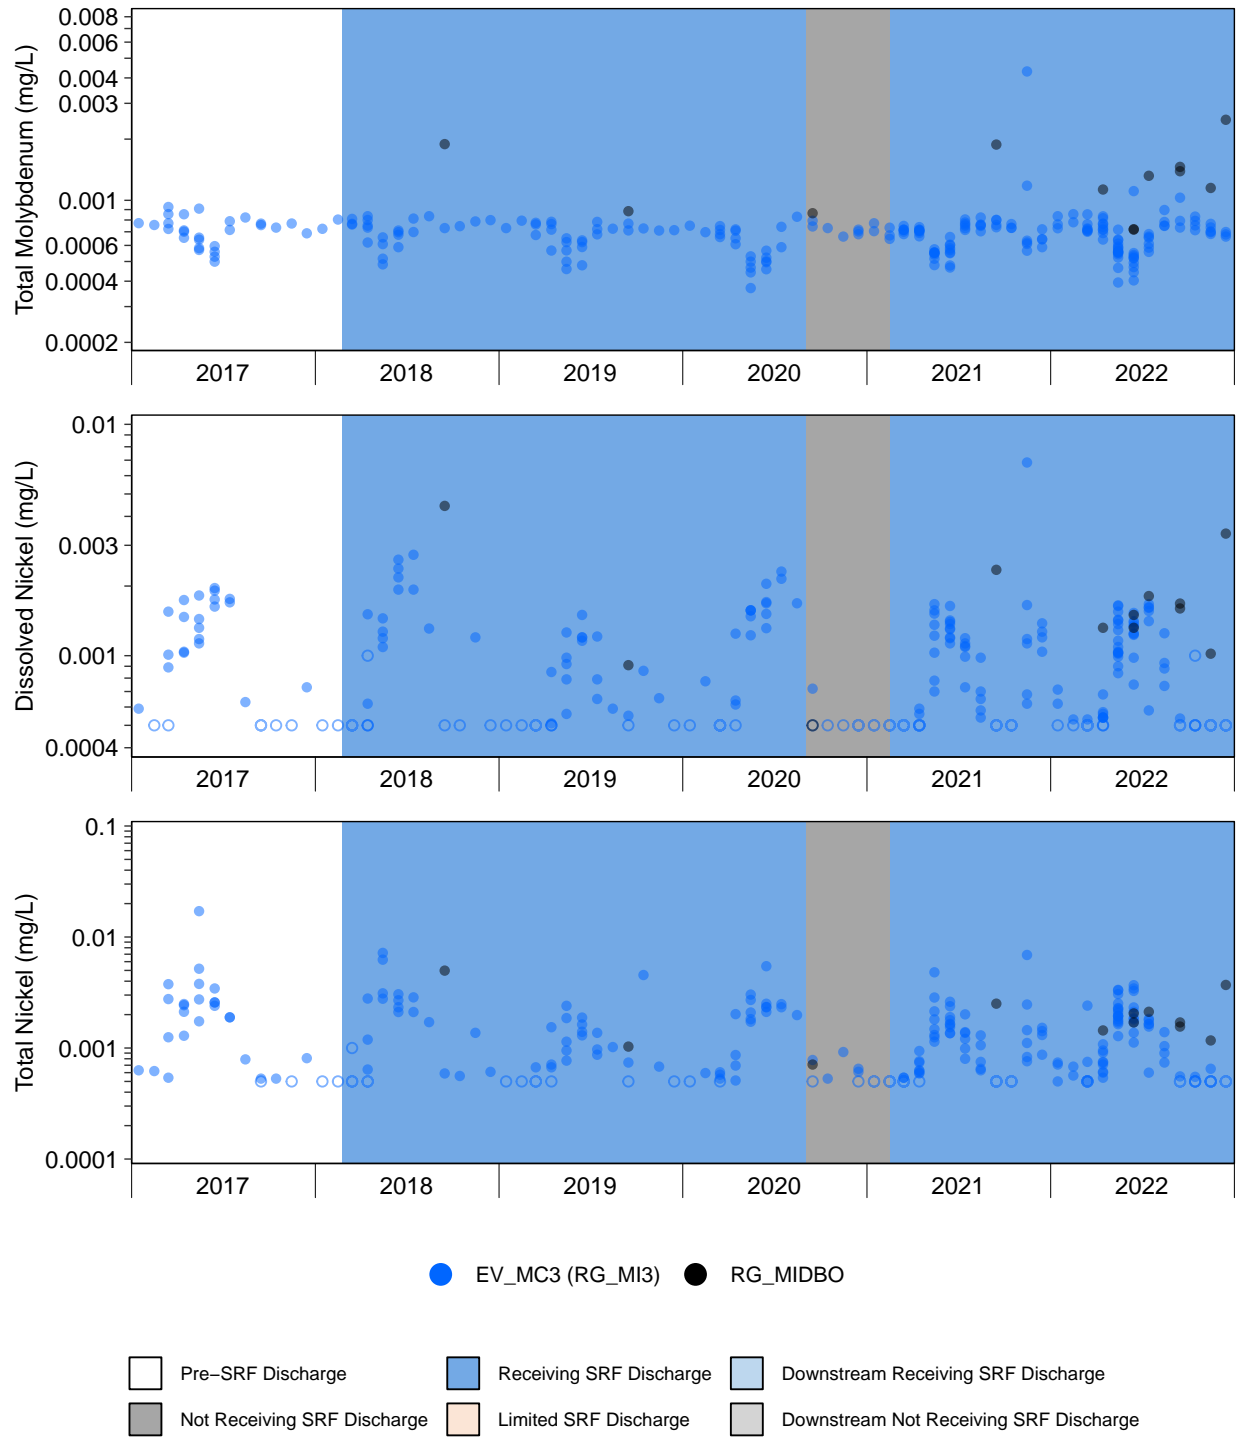 Total Molybdenum (mg/L)
0.008
0.006
0.004
0.003
0.001
0.0006
0.0004
0.0002
2017 2018 2019 2020 2021 2022
Dissolved Nickel (mg/L)
0.01
0.003
0.001
0.0004
2017 2018 2019 2020 2021 2022
Total Nickel (mg/L)
0.1
0.01
0.001
0.0001
2017 2018 2019 2020 2021 2022
EV_MC3 (RG_MI3) RG_MIDBO
Pre−SRF Discharge Receiving SRF Discharge Downstream Receiving SRF Discharge
Not Receiving SRF Discharge Limited SRF Discharge Downstream Not Receiving SRF Discharge